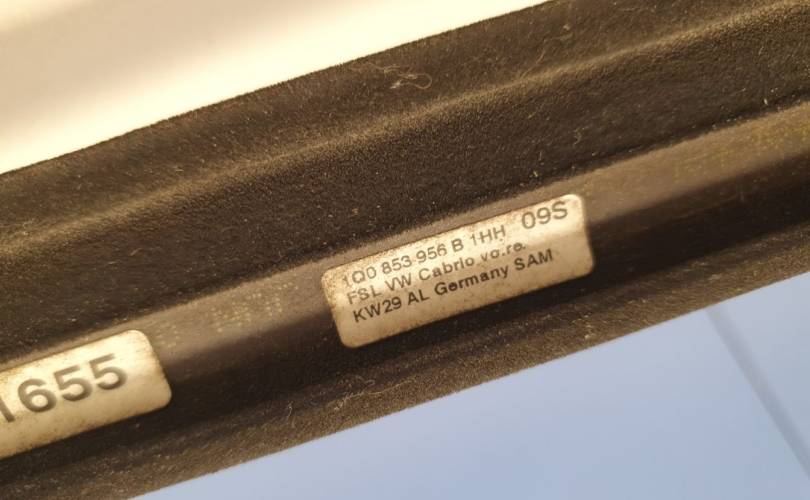 1Q0 853 956 B 1HH 09S
FSL VW Cabrio vo.re.
KW29 AL Germany SAM
1655